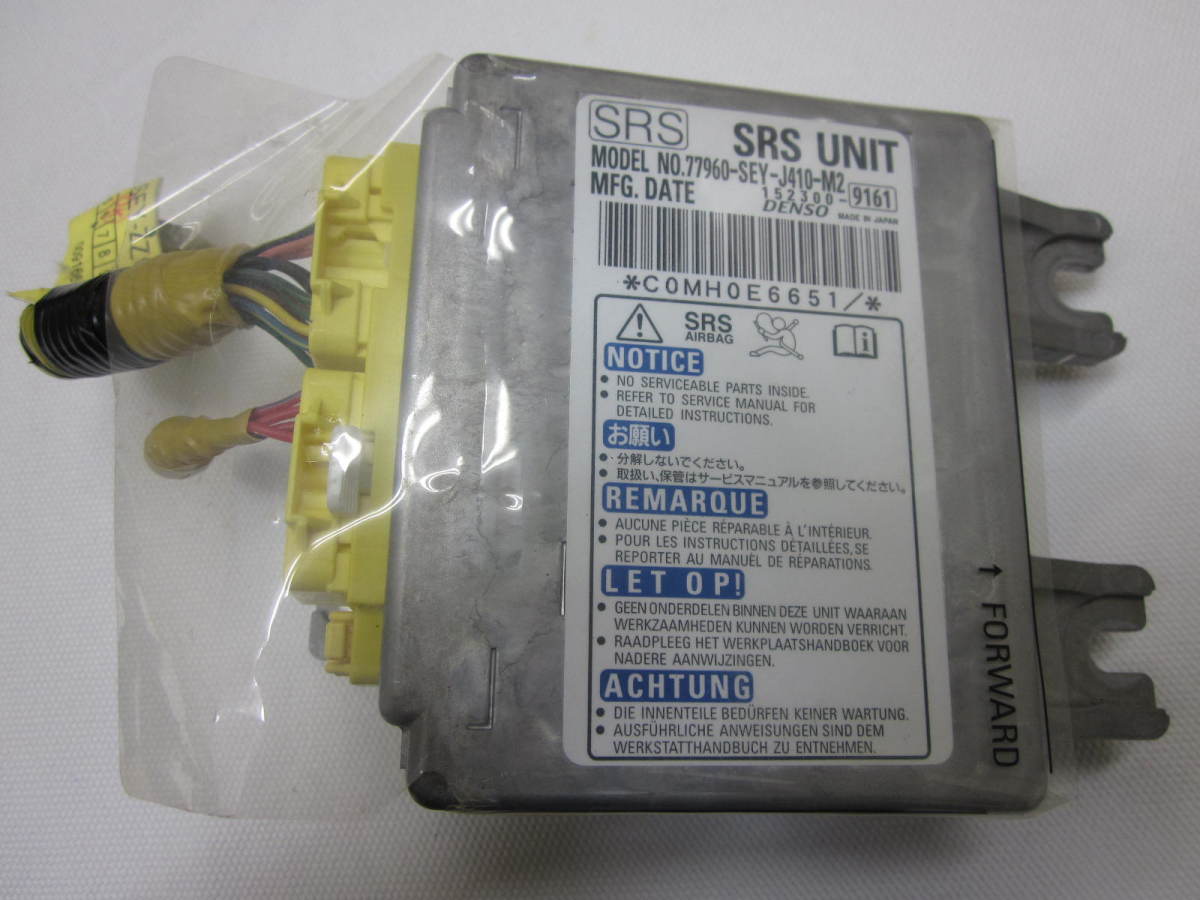 SRS
SRS UNIT
MODEL NO.77960-SEY-J410-M2
MFG. DATE
152300-9161
DENSO MADE IN JAPAN
*C0MH0E6651/*
SRS
AIRBAG
NOTICE
• NO SERVICEABLE PARTS INSIDE.
• REFER TO SERVICE MANUAL FOR
DETAILED INSTRUCTIONS.
お願い
• 分解しないでください。
• 取扱い、保管はサービスマニュアルを参照してください。
REMARQUE
• AUCUNE PIÈCE RÉPARABLE À L'INTÉRIEUR.
• POUR LES INSTRUCTIONS DÉTAILLÉES, SE
REPORTER AU MANUEL DE RÉPARATIONS.
LET OP!
• GEEN ONDERDELEN BINNEN DEZE UNIT WAARAAN
WERKZAAMHEDEN KUNNEN WORDEN VERRICHT.
• RAADPLEEG HET WERKPLAATSHANDBOEK VOOR
NADERE AANWIJZINGEN.
ACHTUNG
• DIE INNENTEILE BEDÜRFEN KEINER WARTUNG.
• AUSFÜHRLICHE ANWEISUNGEN SIND DEM
WERKSTATTHANDBUCH ZU ENTNEHMEN.
↑ FORWARD